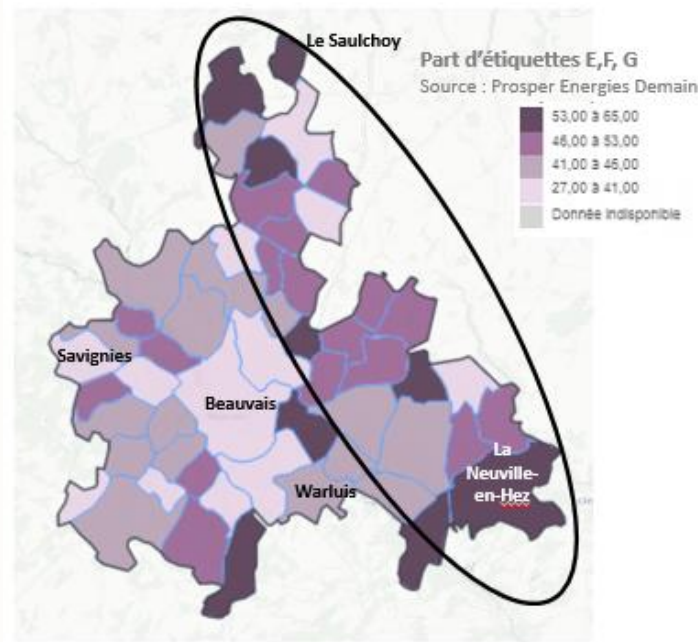 Le Saulchoy
Part d'étiquettes E,F, G
Source : Prosper Energies Demain
53,00 à 65,00
46,00 à 53,00
41,00 à 46,00
27,00 à 41,00
Donnée indisponible
Savignies
Beauvais
La
Neuville-
en-Hez
Warluis